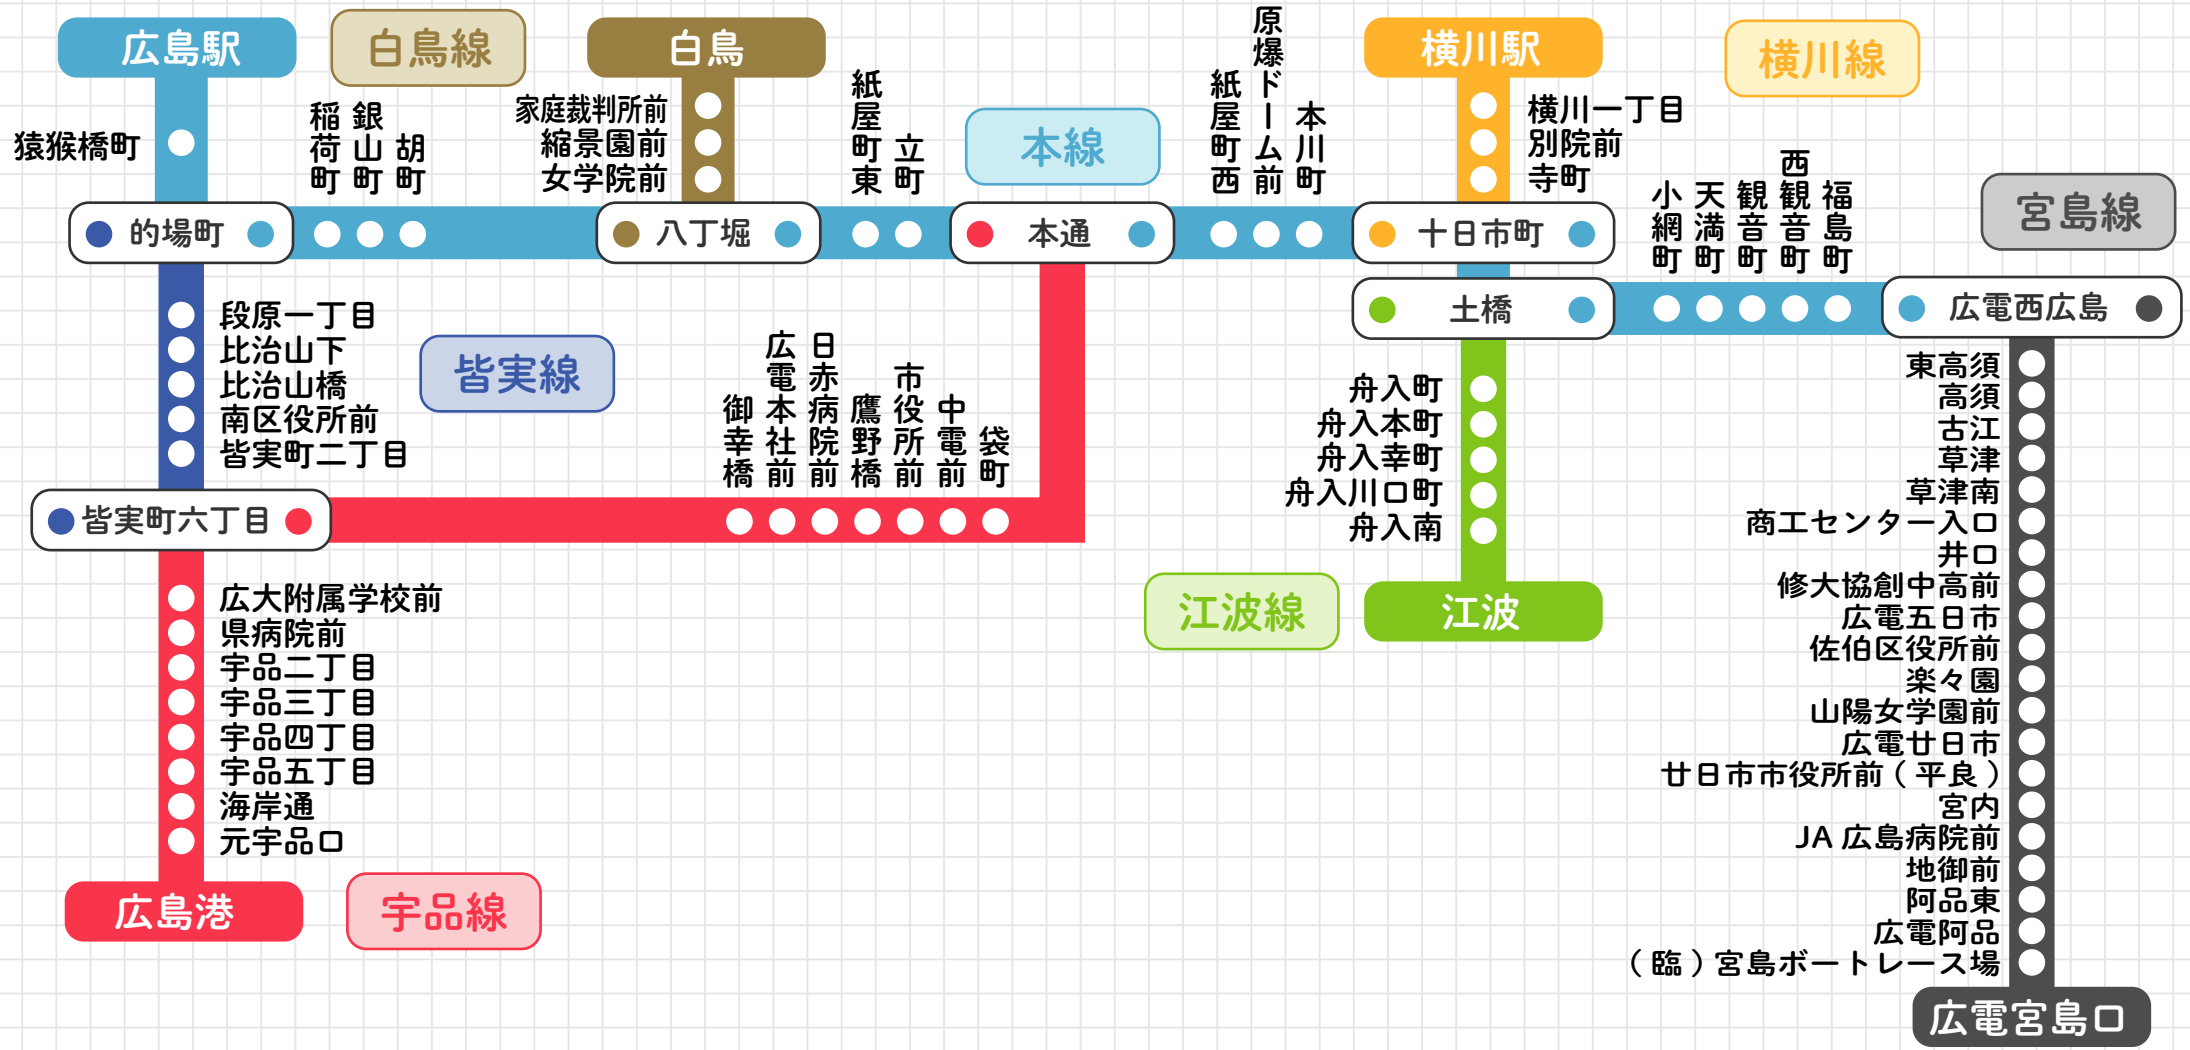 広島駅
白島線
白鳥
横川駅
横川線
猿猴橋町
稲荷町
銀山町
胡町
家庭裁判所前
縮景園前
女学院前
紙屋町東
立町
本線
紙屋町西
原爆ドーム前
本川町
横川一丁目
別院前
寺町
小網町
天満町
観音町
西観音町
福島町
宮島線
的場町
八丁堀
本通
十日市町
土橋
広電西広島
段原一丁目
比治山下
比治山橋
南区役所前
皆実町二丁目
皆実線
御幸橋
広電本社前
日赤病院前
鷹野橋
市役所前
中電前
袋町
皆実町六丁目
舟入町
舟入本町
舟入幸町
舟入川口町
舟入南
江波線
江波
広大附属学校前
県病院前
宇品二丁目
宇品三丁目
宇品四丁目
宇品五丁目
海岸通
元宇品口
広島港
宇品線
東高須
高須
古江
草津
草津南
商工センター入口
井口
修大協創中高前
広電五日市
佐伯区役所前
楽々園
山陽女学園前
広電廿日市
廿日市市役所前(平良)
宮内
JA広島病院前
地御前
阿品東
広電阿品
(臨)宮島ボートレース場
広電宮島口